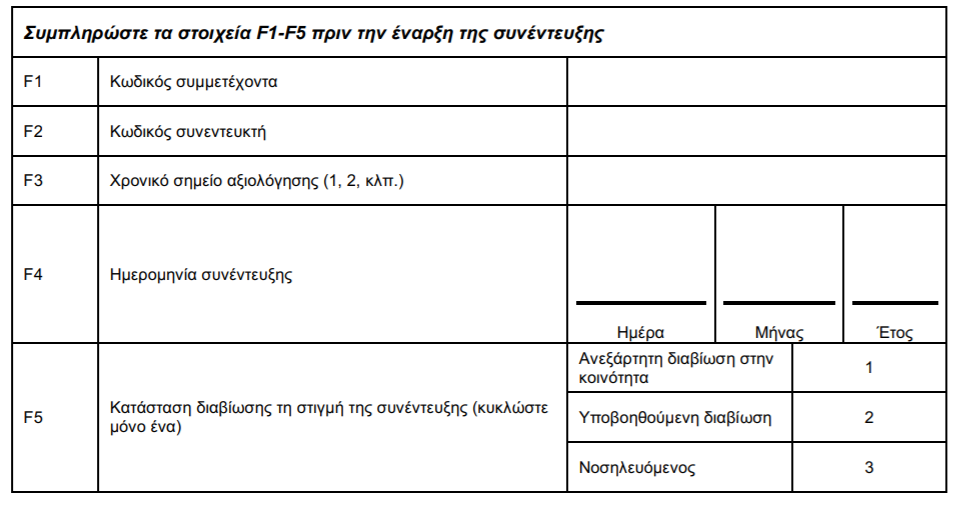 Συμπληρώστε τα στοιχεία F1-F5 πριν την έναρξη της συνέντευξης
F1 Κωδικός συμμετέχοντα
F2 Κωδικός συνεντευκτή
F3 Χρονικό σημείο αξιολόγησης (1, 2, κλπ.)
F4 Ημερομηνία συνέντευξης
Ημέρα Μήνας Έτος
F5 Κατάσταση διαβίωσης τη στιγμή της συνέντευξης (κυκλώστε
μόνο ένα)
Ανεξάρτητη διαβίωση στην
κοινότητα
1
Υποβοηθούμενη διαβίωση 2
Νοσηλευόμενος 3